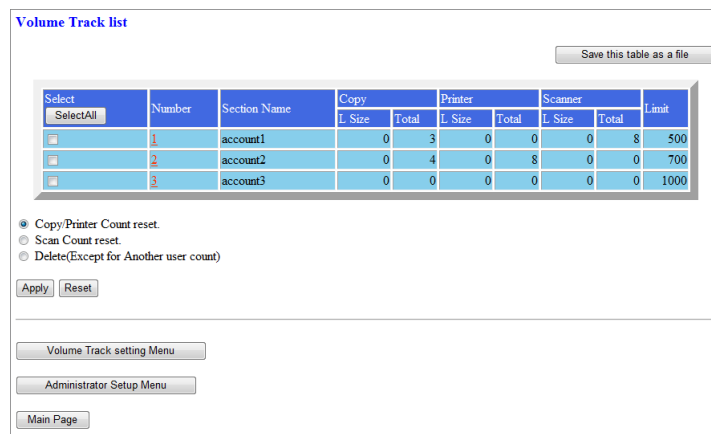 Volume Track list
Save this table as a file
Select Number Section Name Copy Printer Scanner Limit
SelectAll L Size Total L Size Total L Size Total
1 account1 0 3 0 0 0 8 500
2 account2 0 4 0 8 0 0 700
3 account3 0 0 0 0 0 0 1000
Copy/Printer Count reset.
Scan Count reset.
Delete(Except for Another user count)
Apply Reset
Volume Track setting Menu
Administrator Setup Menu
Main Page